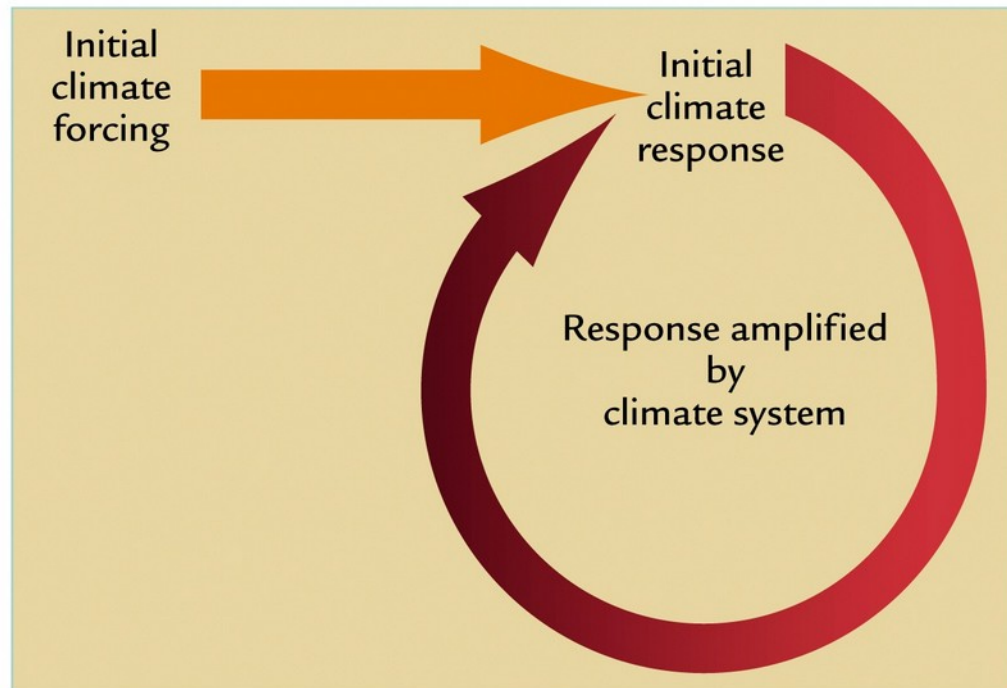 Initial
climate
forcing
Initial
climate
response
Response amplified
by
climate system